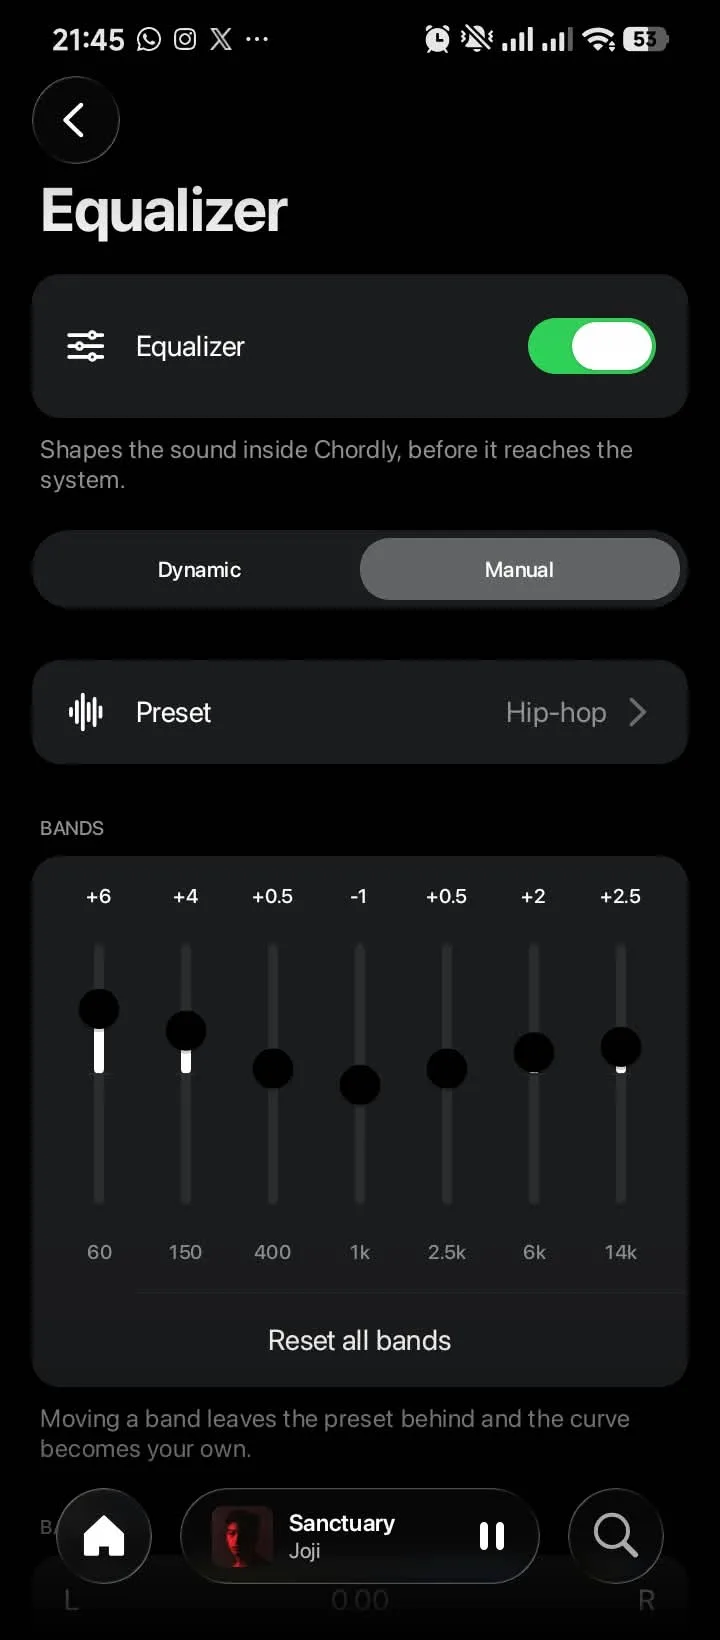 21:45
53
Equalizer
Equalizer
Shapes the sound inside Chordly, before it reaches the
system.
Dynamic Manual
Preset Hip-hop
BANDS
+6 +4 +0.5 -1 +0.5 +2 +2.5
60 150 400 1k 2.5k 6k 14k
Reset all bands
Moving a band leaves the preset behind and the curve
becomes your own.
Sanctuary
Joji
L 0.00 R